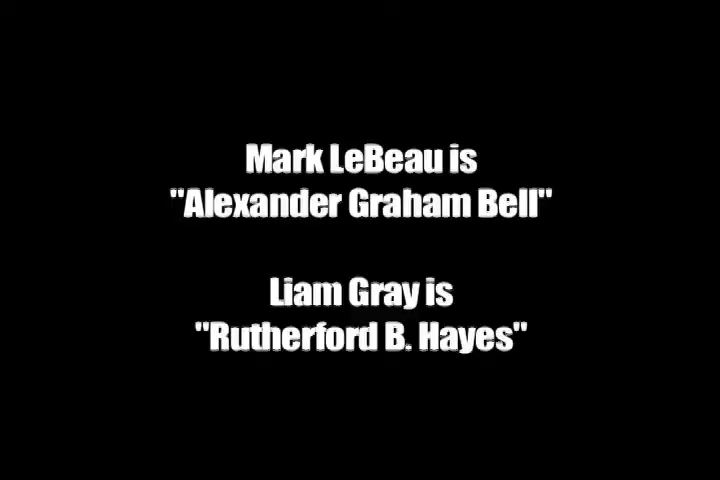 Mark LeBeau is
"Alexander Graham Bell"
Liam Gray is
"Rutherford B. Hayes"